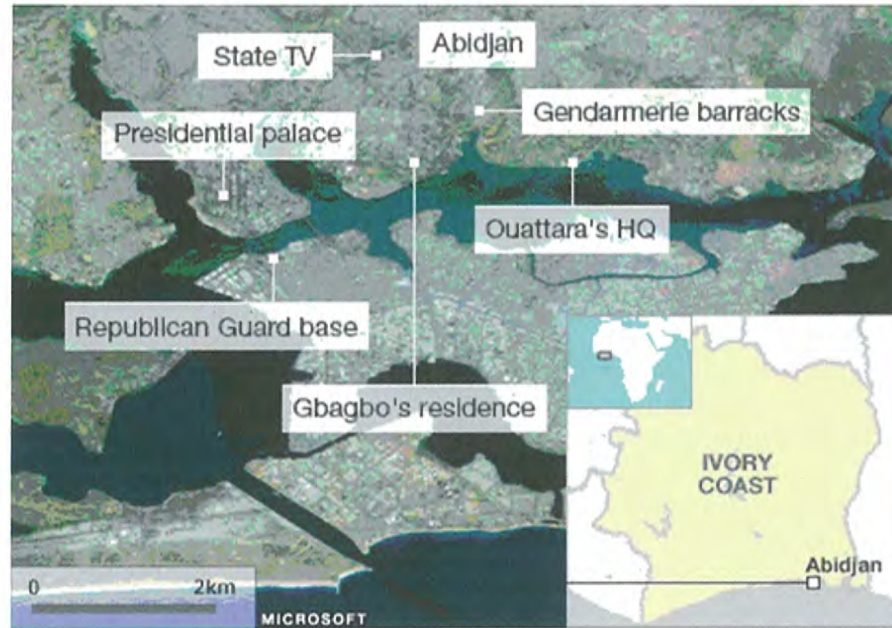 State TV
Abidjan
Gendarmerie barracks
Presidential palace
Ouattara's HQ
Republican Guard base
Gbagbo's residence
IVORY
COAST
Abidjan
0 2km
MICROSOFT